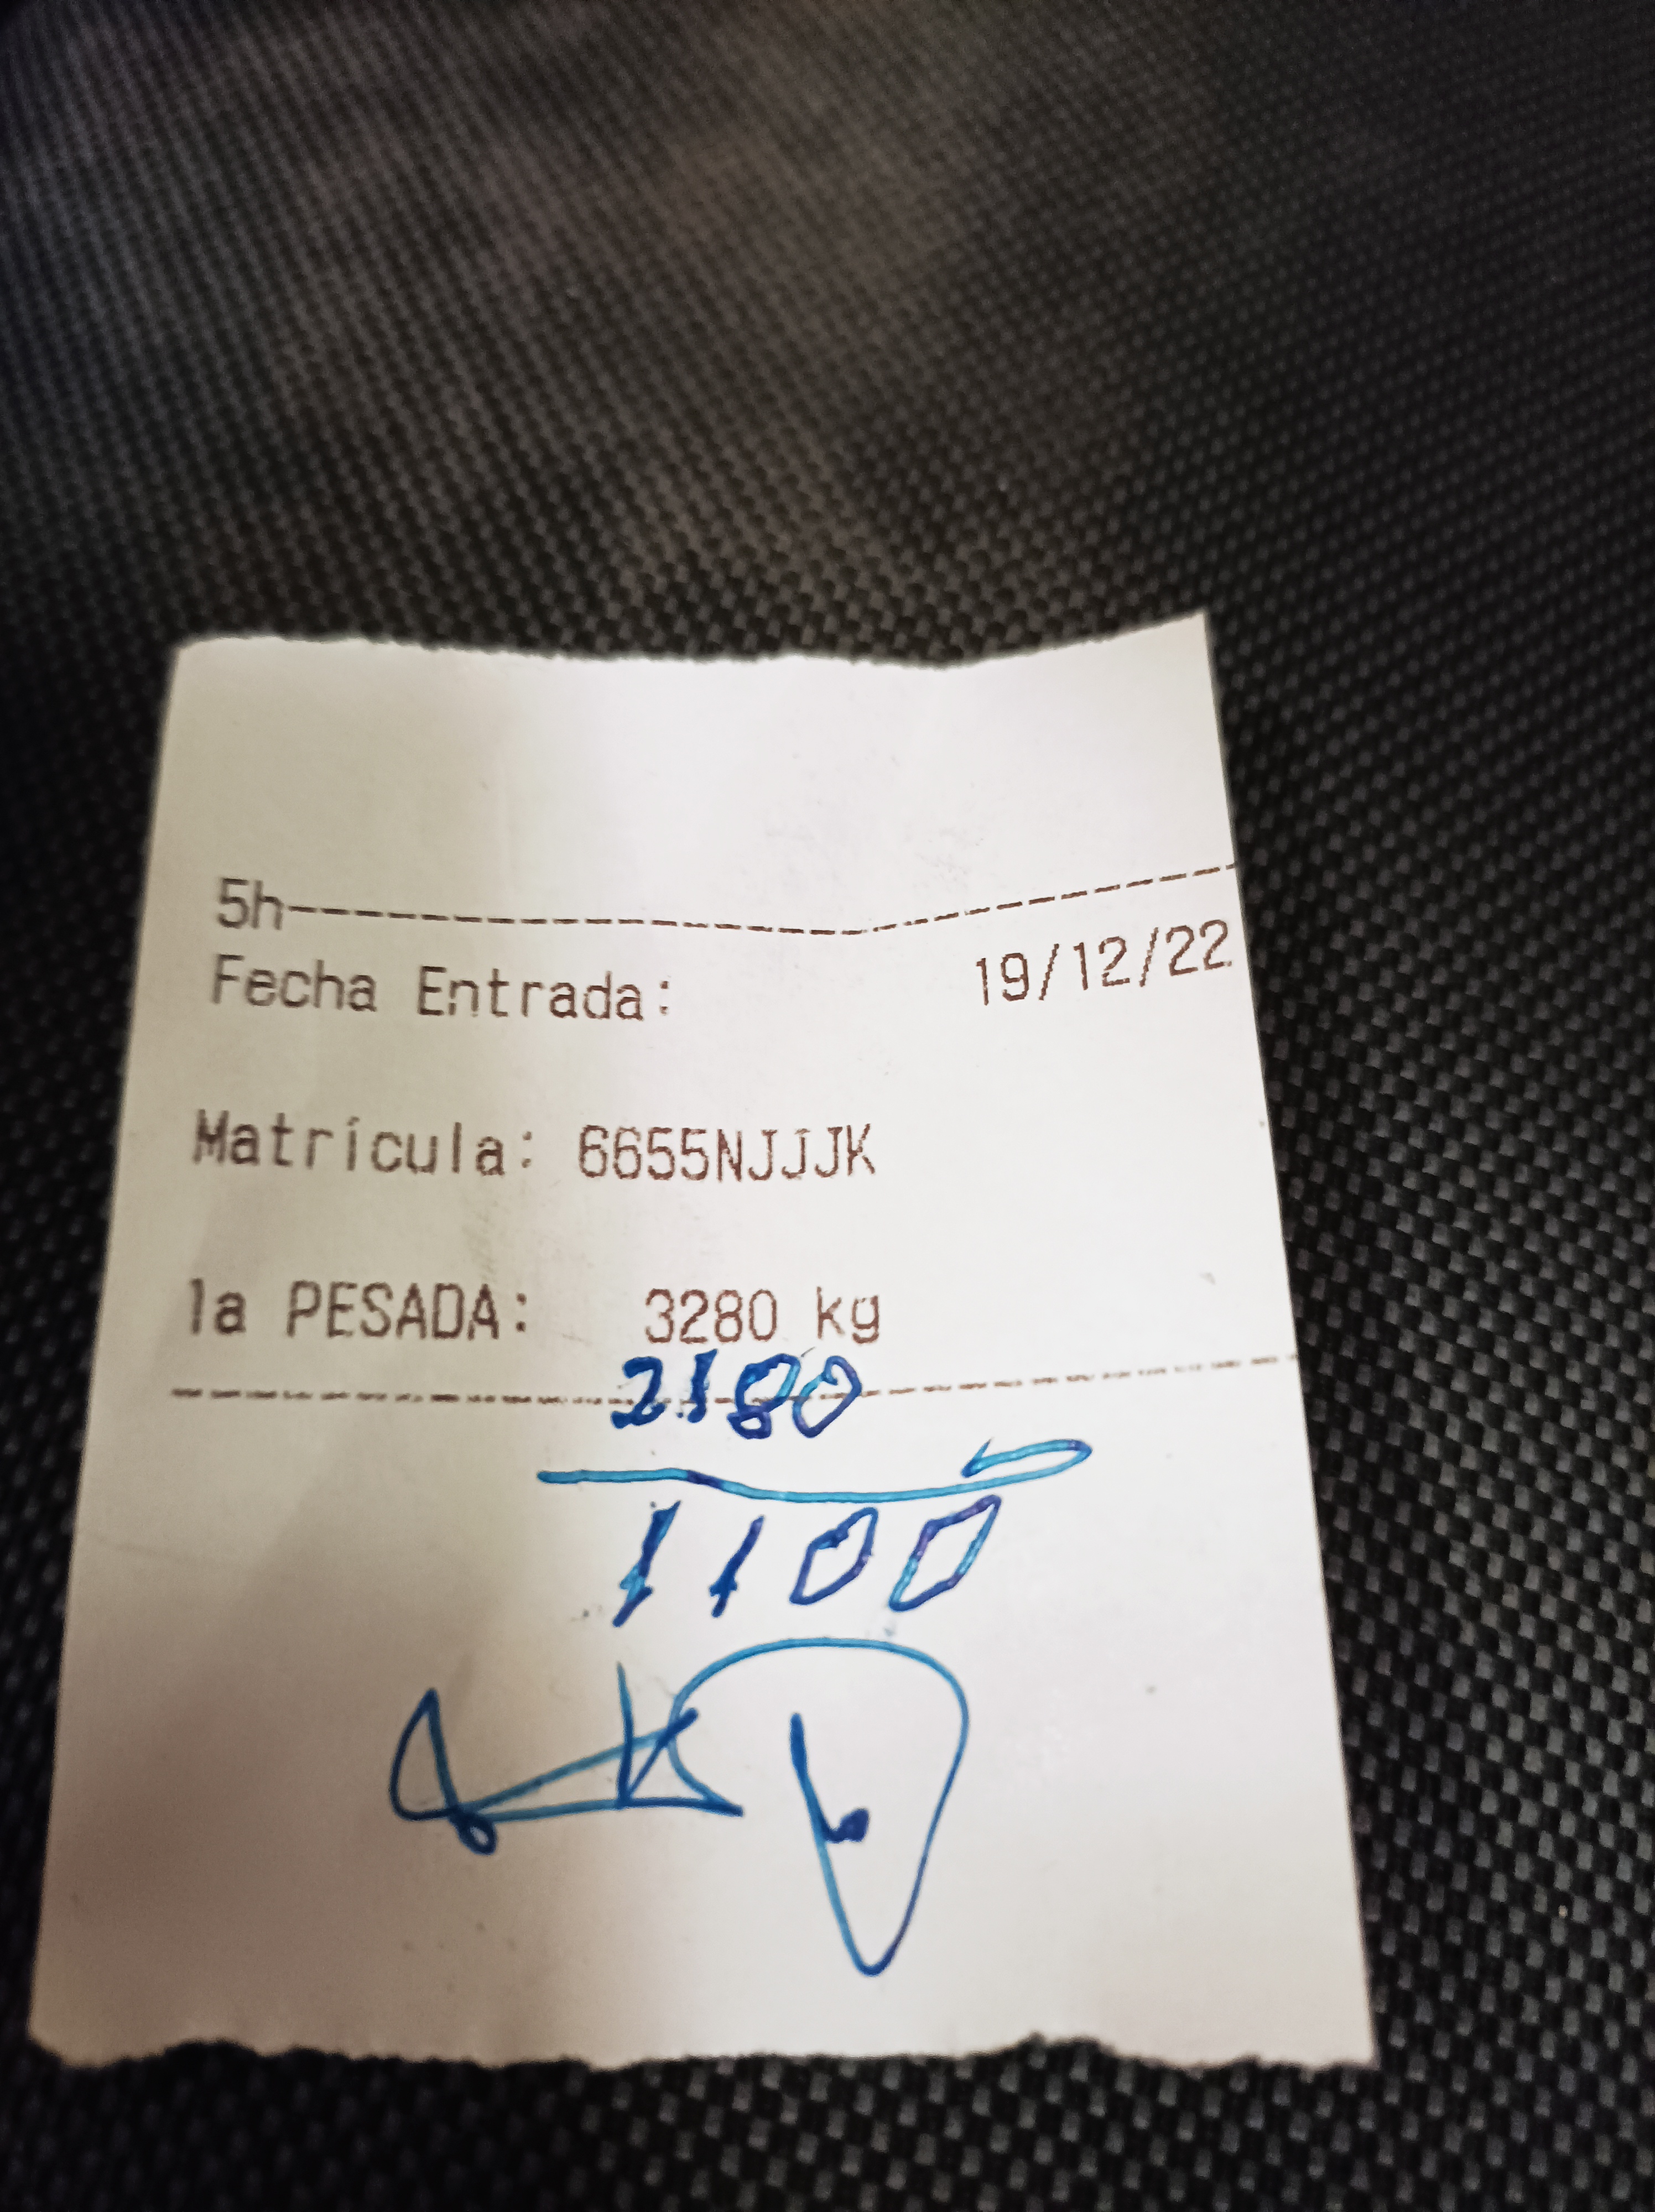 5h--------------------------
Fecha Entrada: 19/12/22
Matrícula: 6655NJJJK
1a PESADA: 3280 kg
2180
1100